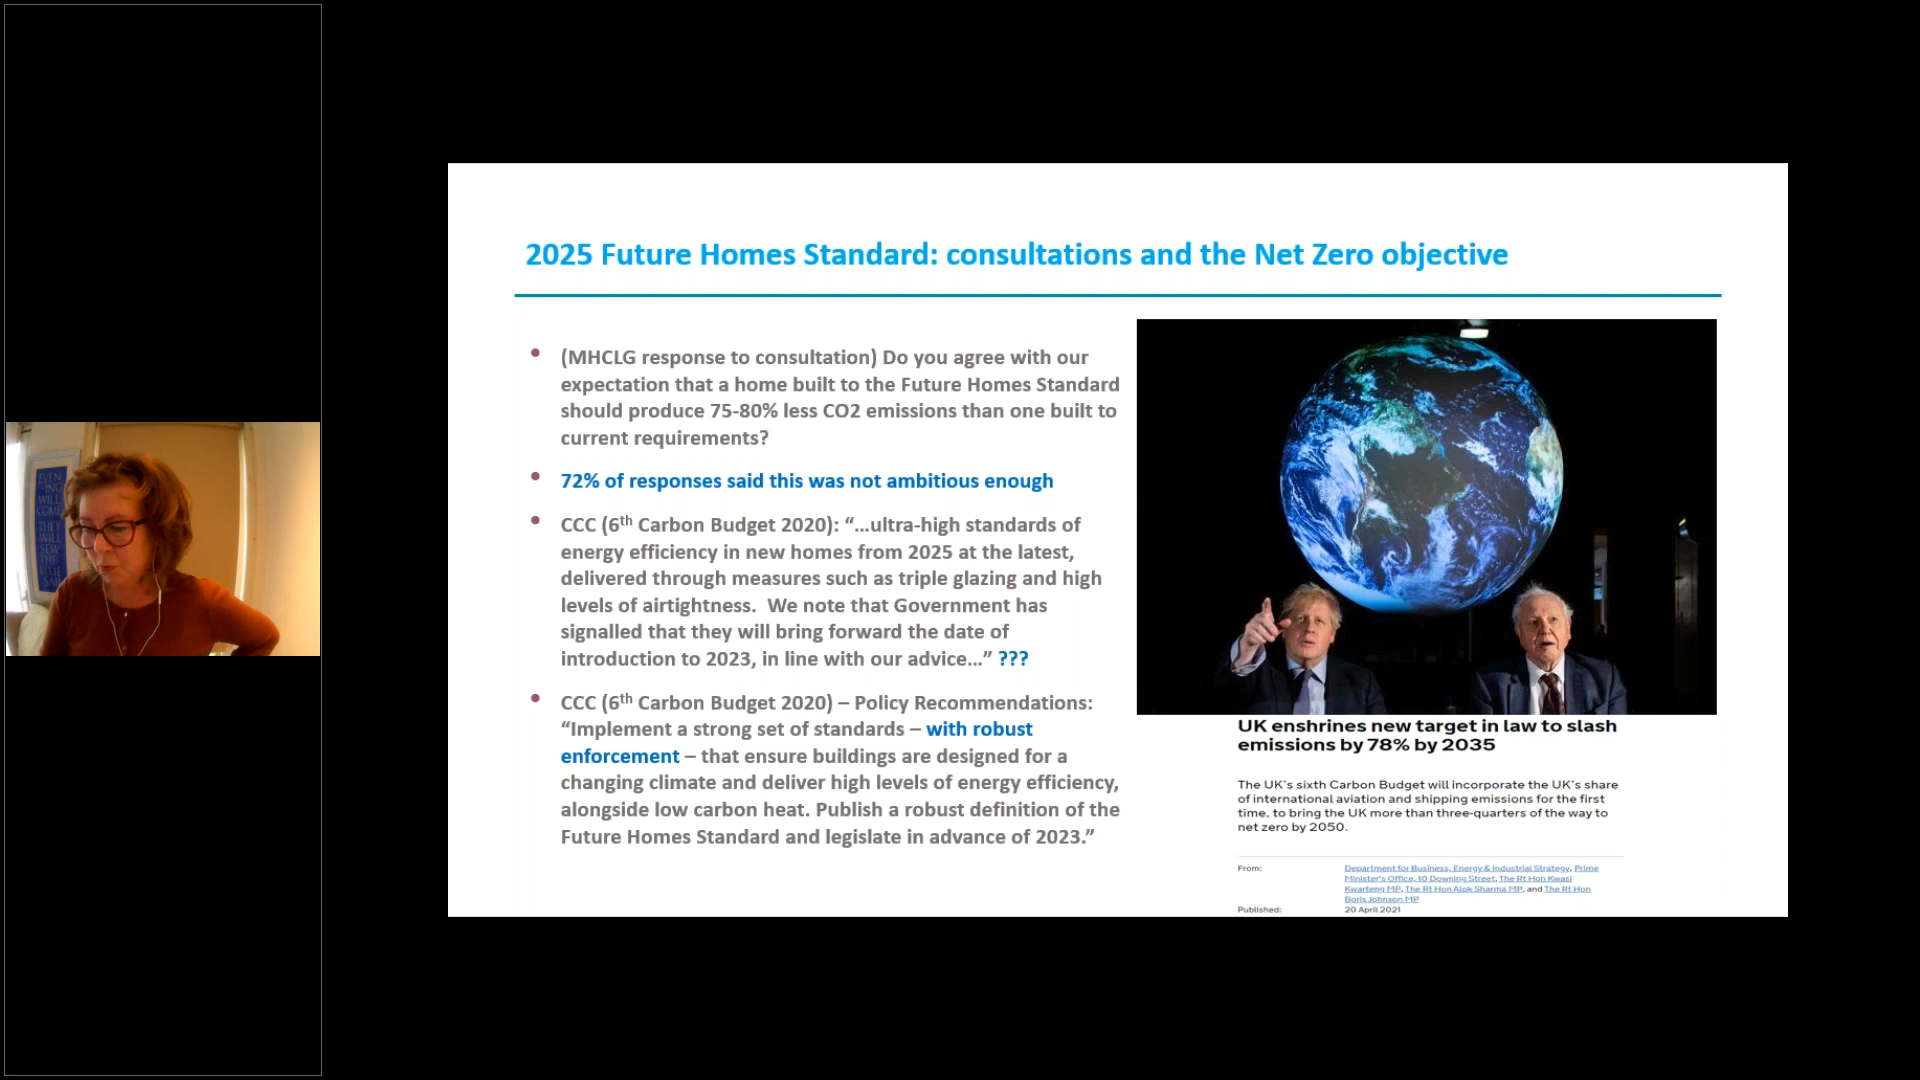 2025 Future Homes Standard: consultations and the Net Zero objective
• (MHCLG response to consultation) Do you agree with our
expectation that a home built to the Future Homes Standard
should produce 75-80% less CO2 emissions than one built to
current requirements?
• 72% of responses said this was not ambitious enough
• CCC (6th Carbon Budget 2020): “…ultra-high standards of
energy efficiency in new homes from 2025 at the latest,
delivered through measures such as triple glazing and high
levels of airtightness.  We note that Government has
signalled that they will bring forward the date of
introduction to 2023, in line with our advice…” ???
• CCC (6th Carbon Budget 2020) – Policy Recommendations:
“Implement a strong set of standards – with robust
enforcement – that ensure buildings are designed for a
changing climate and deliver high levels of energy efficiency,
alongside low carbon heat. Publish a robust definition of the
Future Homes Standard and legislate in advance of 2023.”
UK enshrines new target in law to slash
emissions by 78% by 2035
The UK's sixth Carbon Budget will incorporate the UK's share
of international aviation and shipping emissions for the first
time, to bring the UK more than three-quarters of the way to
net zero by 2050.
From: Department for Business, Energy & Industrial Strategy, Prime
Minister's Office, 10 Downing Street, The Rt Hon Kwasi
Kwarteng MP, The Rt Hon Alok Sharma MP, and The Rt Hon
Boris Johnson MP
Published: 20 April 2021
EVEN
ING
WILL
COME
THEY
WILL
SEW
THE
BLUE
SAIL